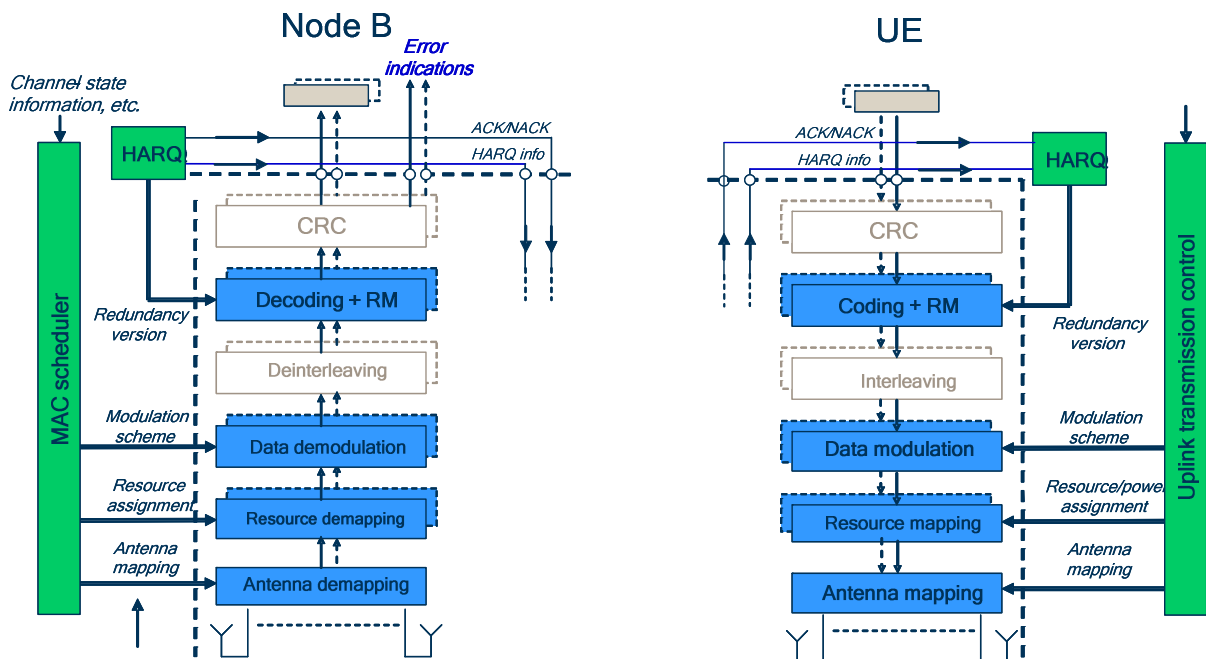 Node B
UE
Error
indications
Channel state
information, etc.
ACK/NACK
HARQ info
HARQ
ACK/NACK
HARQ info
HARQ
CRC
CRC
Decoding + RM
Coding + RM
Redundancy
version
Redundancy
version
Deinterleaving
Interleaving
MAC scheduler
Uplink transmission control
Modulation
scheme
Data demodulation
Data modulation
Modulation
scheme
Resource
assignment
Resource demapping
Resource mapping
Resource/power
assignment
Antenna
mapping
Antenna demapping
Antenna mapping
Antenna
mapping